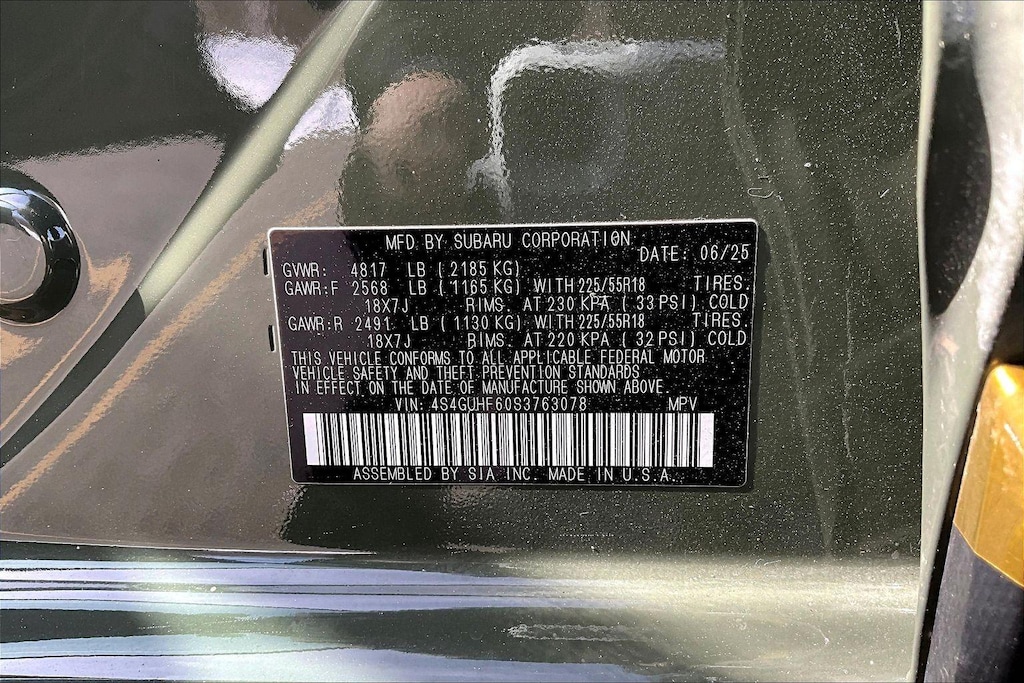 MFD. BY SUBARU CORPORATION
DATE: 06/25
GVWR: 4817 LB (2185 KG)
GAWR:F 2568 LB (1165 KG) WITH 225/55R18 TIRES.
18X7J RIMS. AT 230 KPA (33 PSI) COLD
GAWR:R 2491 LB (1130 KG) WITH 225/55R18 TIRES.
18X7J RIMS. AT 220 KPA (32 PSI) COLD
THIS VEHICLE CONFORMS TO ALL APPLICABLE FEDERAL MOTOR
VEHICLE SAFETY AND THEFT PREVENTION STANDARDS
IN EFFECT ON THE DATE OF MANUFACTURE SHOWN ABOVE
VIN: 4S4GUHF60S3763078 MPV
ASSEMBLED BY SIA INC. MADE IN U.S.A.